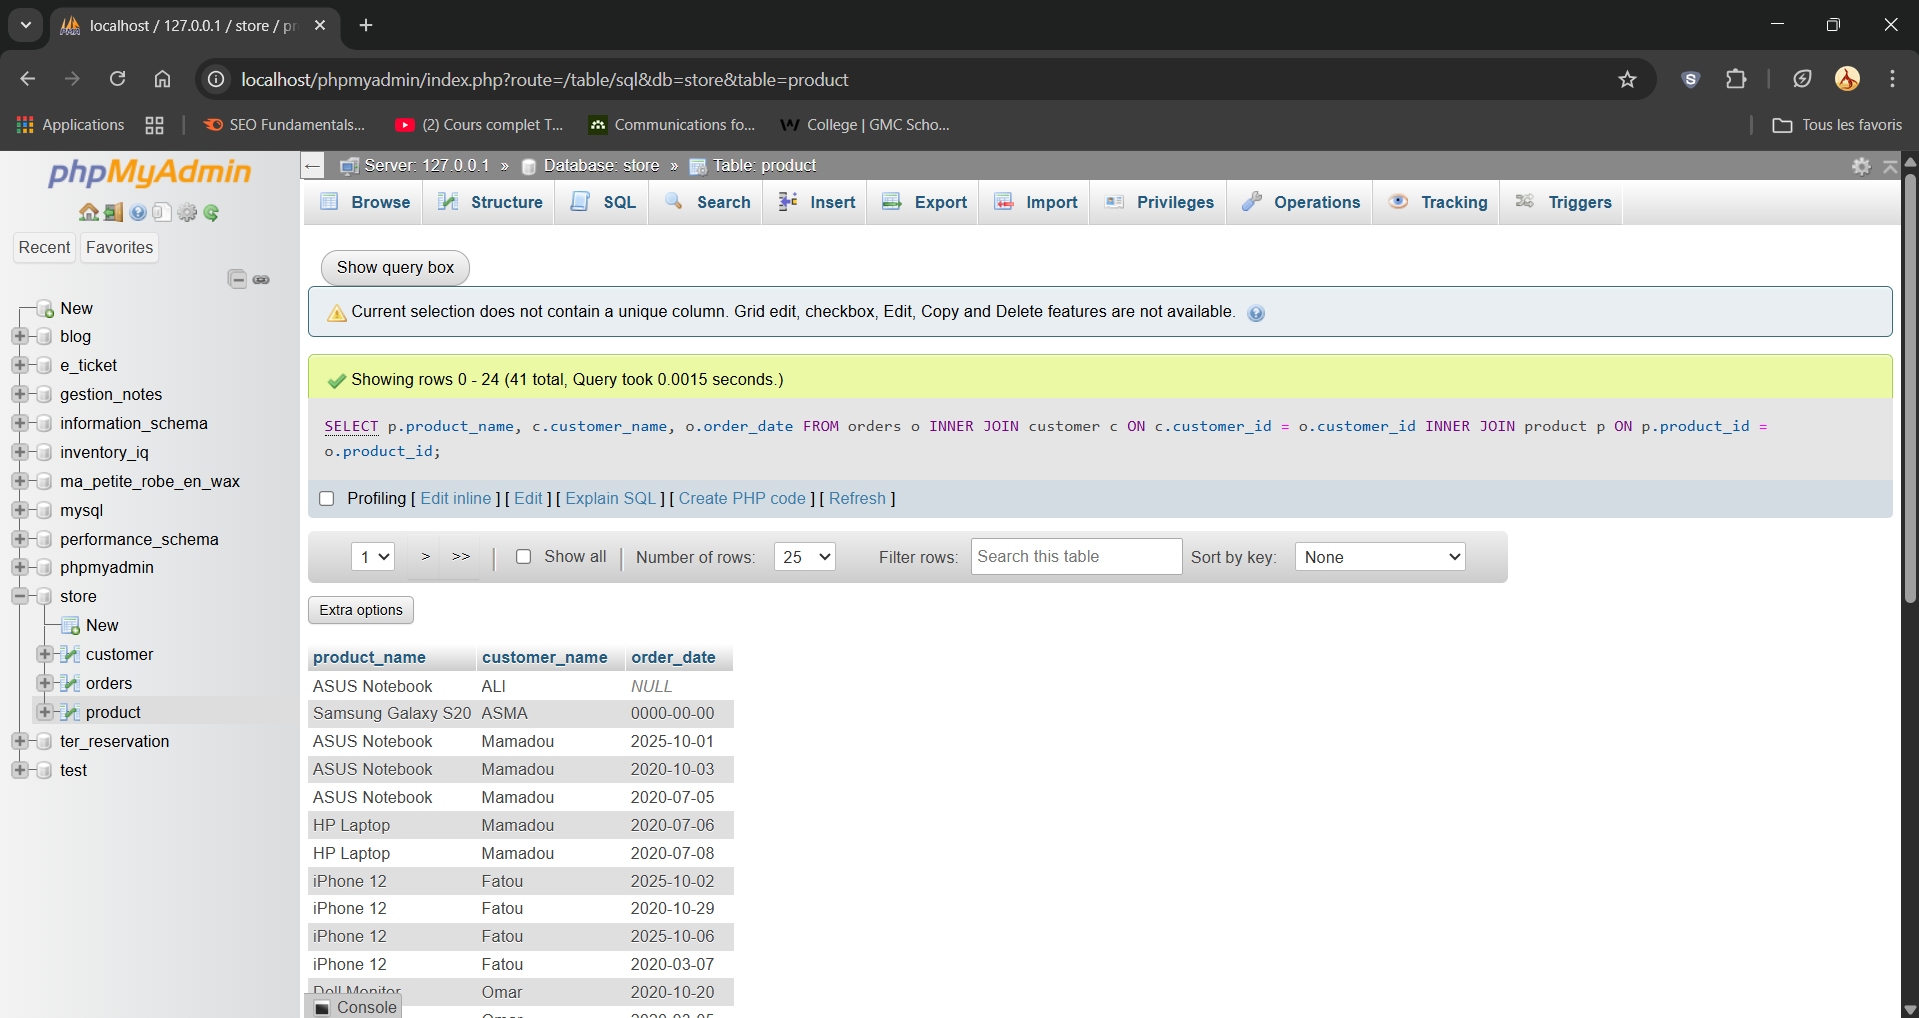 localhost / 127.0.0.1 / store / pr
localhost/phpmyadmin/index.php?route=/table/sql&db=store&table=product
Applications
SEO Fundamentals...
(2) Cours complet T...
Communications fo...
College | GMC Scho...
Tous les favoris
phpMyAdmin
Recent
Favorites
New
blog
e_ticket
gestion_notes
information_schema
inventory_iq
ma_petite_robe_en_wax
mysql
performance_schema
phpmyadmin
store
New
customer
orders
product
ter_reservation
test
Server: 127.0.0.1 » Database: store » Table: product
Browse Structure SQL Search Insert Export Import Privileges Operations Tracking Triggers
Show query box
Current selection does not contain a unique column. Grid edit, checkbox, Edit, Copy and Delete features are not available.
Showing rows 0 - 24 (41 total, Query took 0.0015 seconds.)
SELECT p.product_name, c.customer_name, o.order_date FROM orders o INNER JOIN customer c ON c.customer_id = o.customer_id INNER JOIN product p ON p.product_id =
o.product_id;
Profiling [ Edit inline ] [ Edit ] [ Explain SQL ] [ Create PHP code ] [ Refresh ]
1 > >> | Show all | Number of rows: 25 Filter rows: Search this table Sort by key: None
Extra options
product_name customer_name order_date
ASUS Notebook ALI NULL
Samsung Galaxy S20 ASMA 0000-00-00
ASUS Notebook Mamadou 2025-10-01
ASUS Notebook Mamadou 2020-10-03
ASUS Notebook Mamadou 2020-07-05
HP Laptop Mamadou 2020-07-06
HP Laptop Mamadou 2020-07-08
iPhone 12 Fatou 2025-10-02
iPhone 12 Fatou 2020-10-29
iPhone 12 Fatou 2025-10-06
iPhone 12 Fatou 2020-03-07
Dell Monitor Omar 2020-10-20
Console